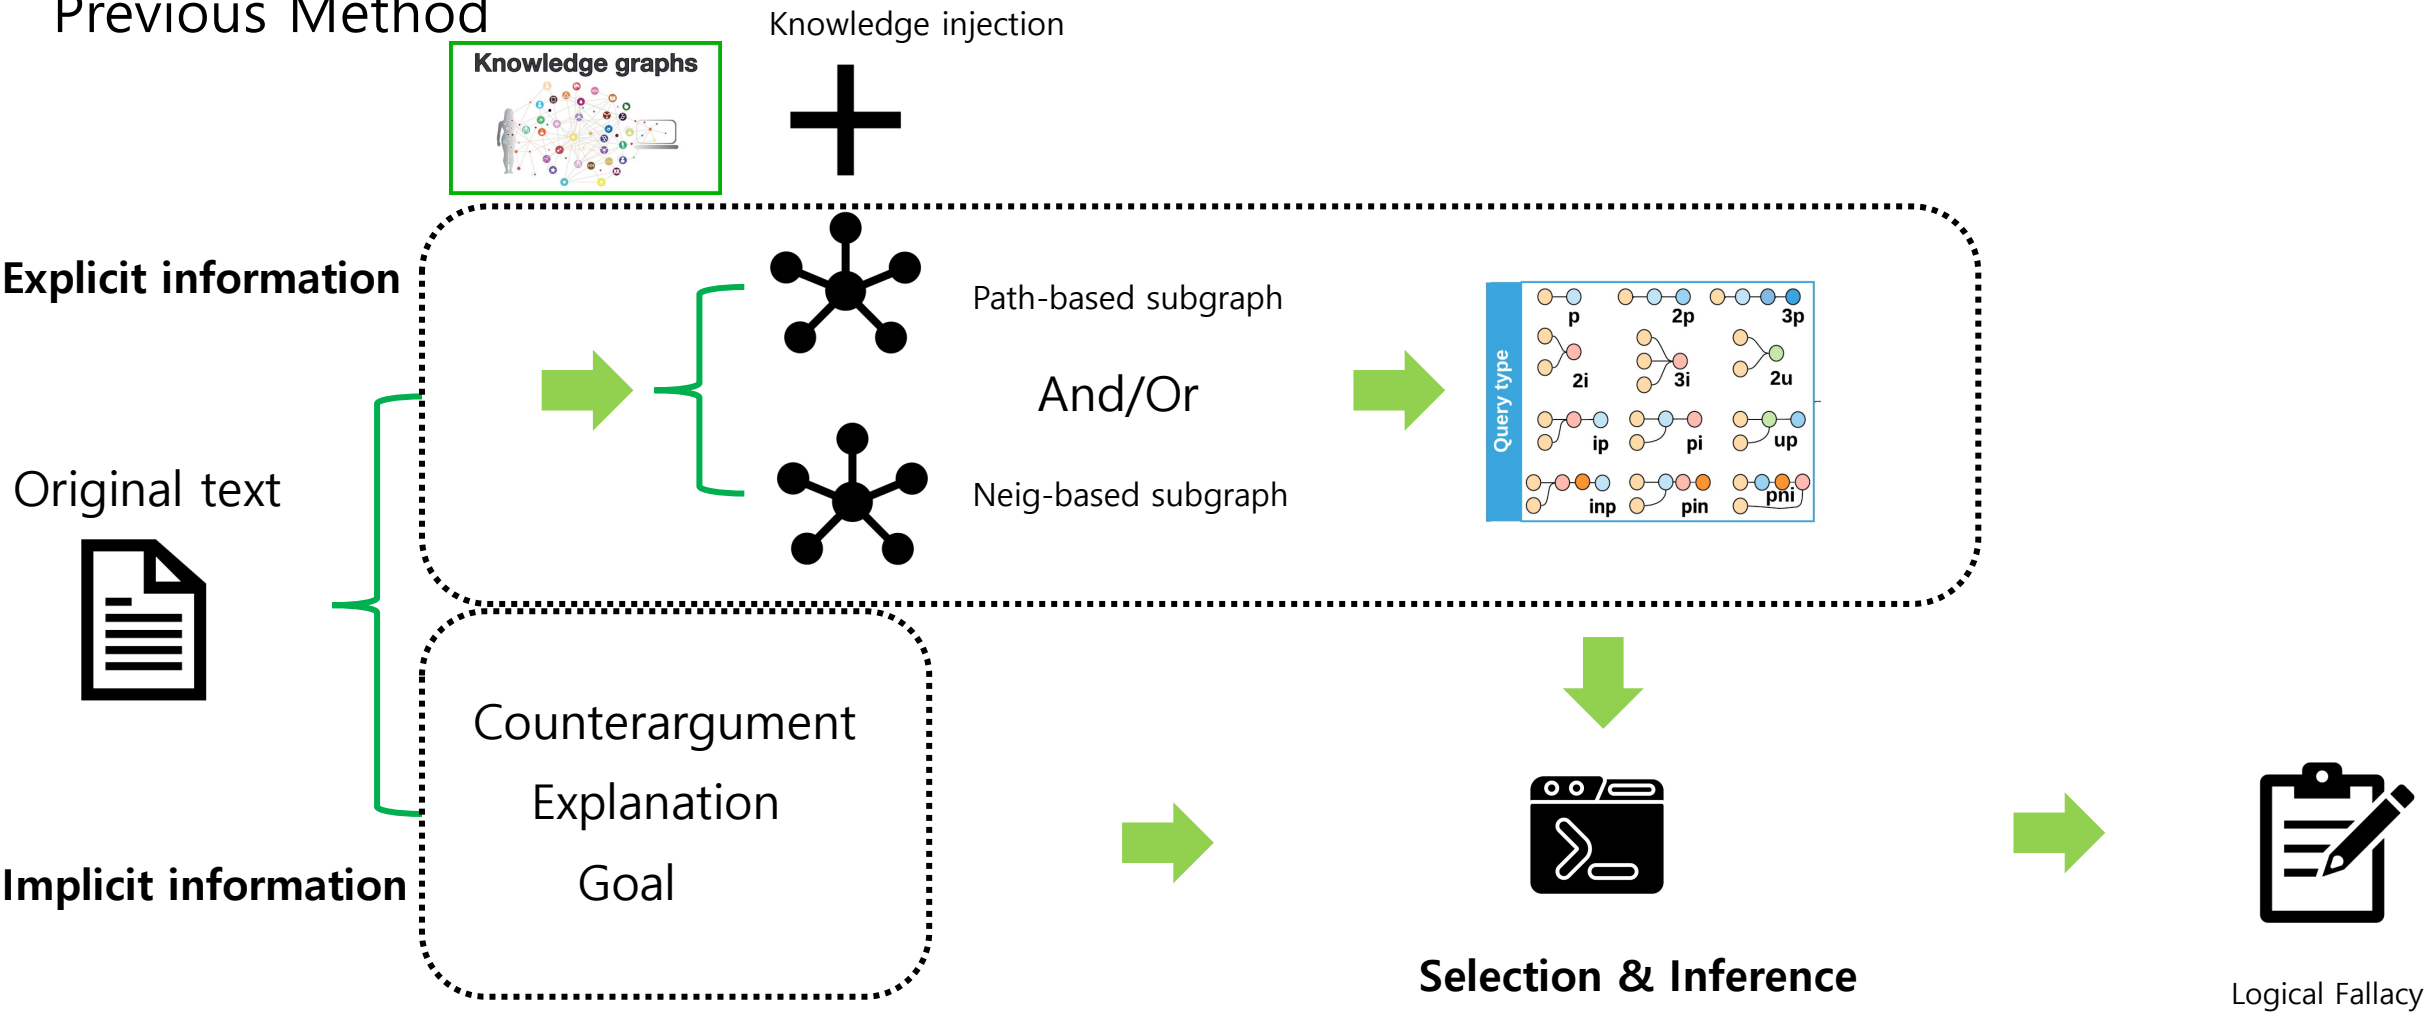 Previous Method
Knowledge injection
Knowledge graphs
Explicit information
Path-based subgraph
And/Or
Neig-based subgraph
Query type
p
2p
3p
2i
3i
2u
ip
pi
up
inp
pin
pni
Original text
Counterargument
Explanation
Goal
Implicit information
Selection & Inference
Logical Fallacy